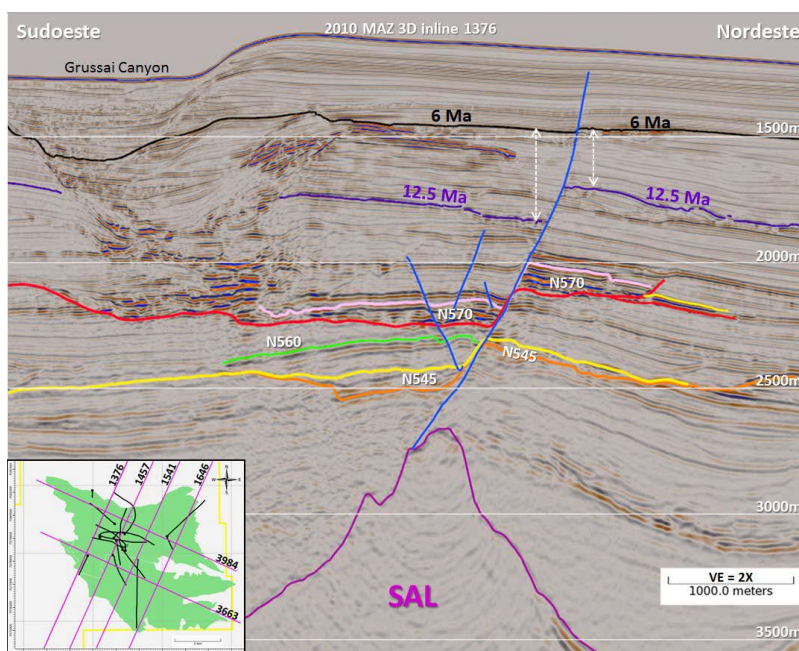 Sudoeste
2010 MAZ 3D inline 1376
Nordeste
Grussai Canyon
6 Ma
6 Ma
1500m
12.5 Ma
12.5 Ma
2000m
N570
N570
N560
N545
N545
2500m
1376
1457
1541
1646
N
W
E
S
3000m
3984
3663
SAL
VE = 2X
1000.0 meters
3500m